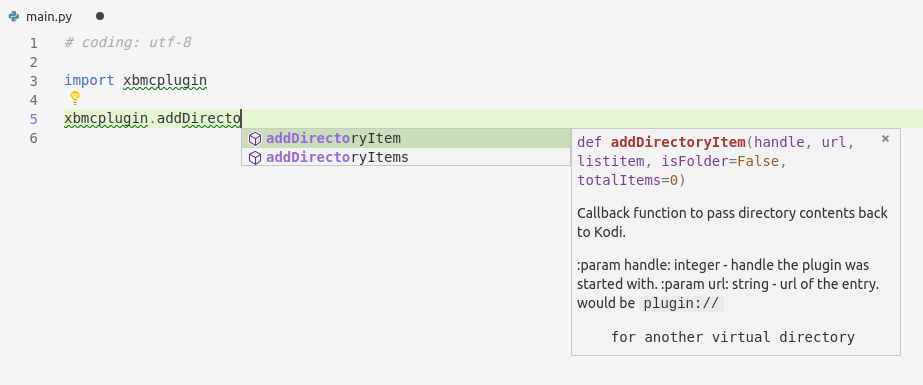 main.py
1 # coding: utf-8
2
3 import xbmcplugin
4
5 xbmcplugin.addDirecto
6
addDirectoryItem
addDirectoryItems
def addDirectoryItem(handle, url,
listitem, isFolder=False,
totalItems=0)
Callback function to pass directory contents back
to Kodi.
:param handle: integer - handle the plugin was
started with. :param url: string - url of the entry.
would be plugin://
for another virtual directory